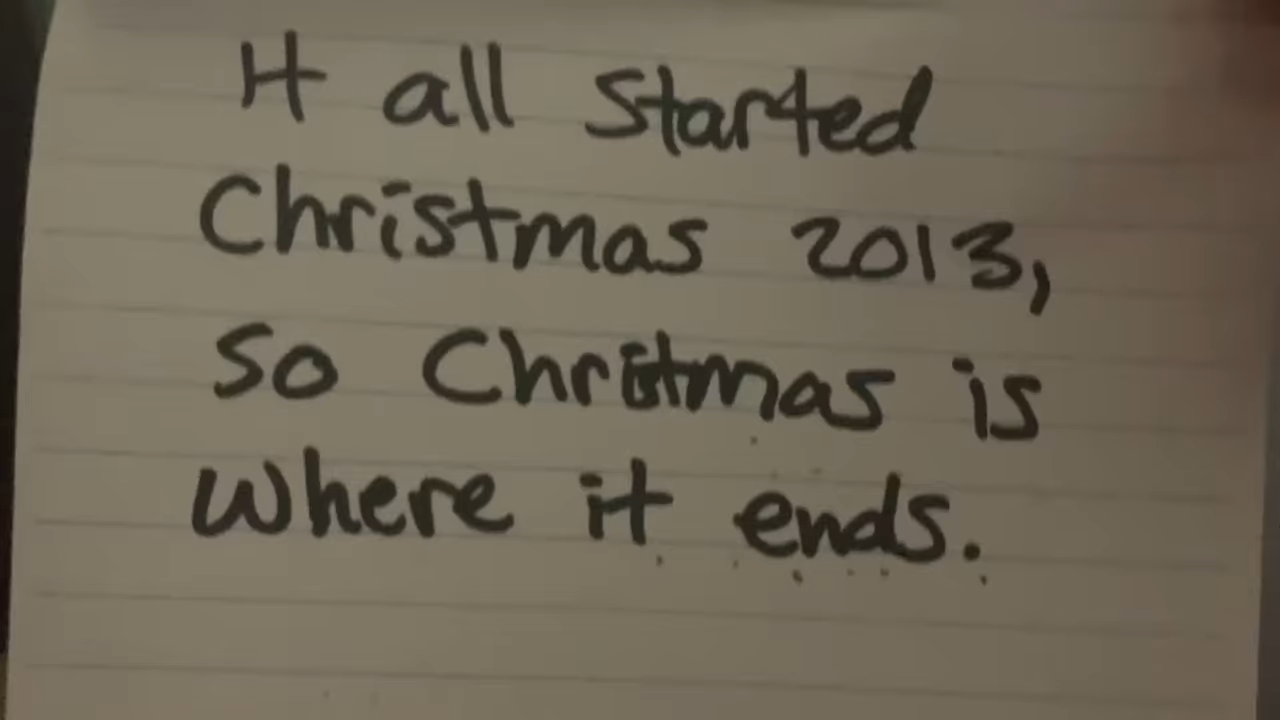 It all started
Christmas 2013,
So Christmas is
where it ends.